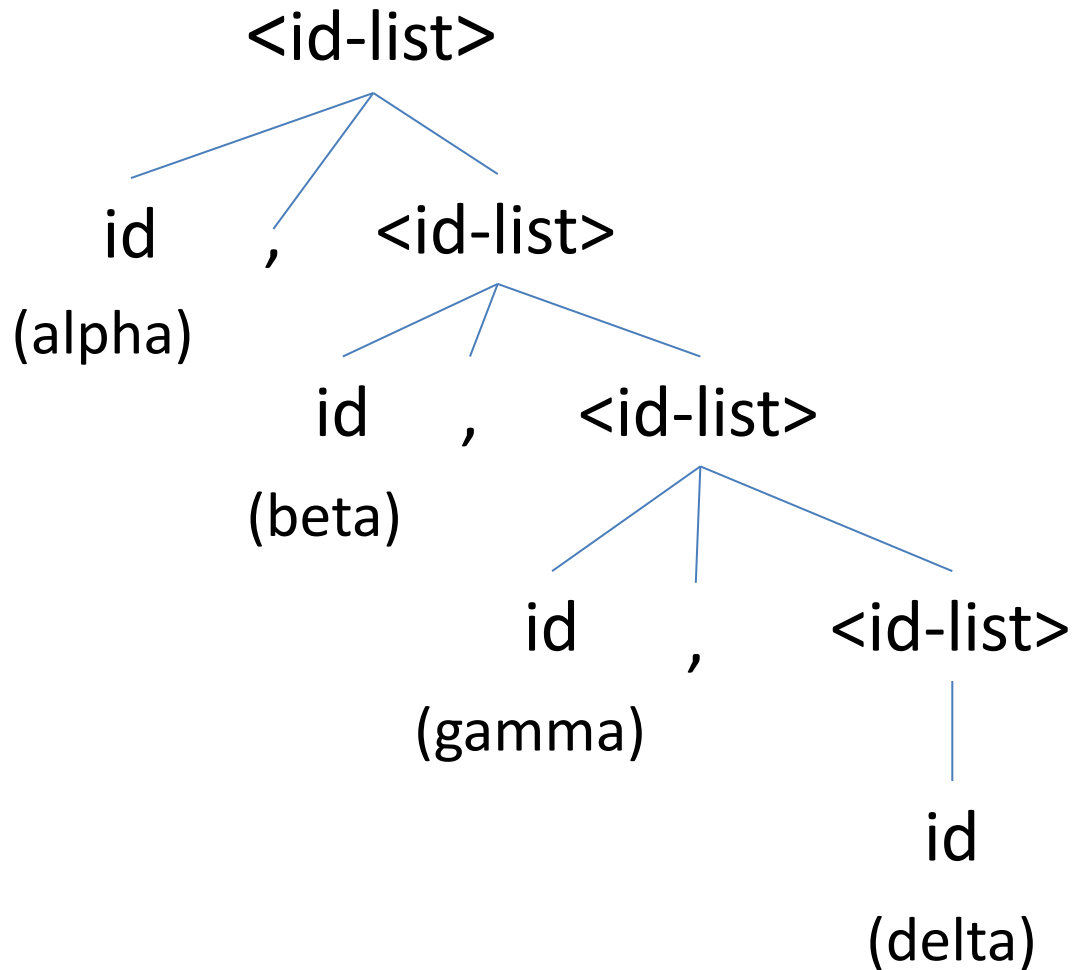 <id-list>
id , <id-list>
(alpha)
id , <id-list>
(beta)
id , <id-list>
(gamma)
id
(delta)